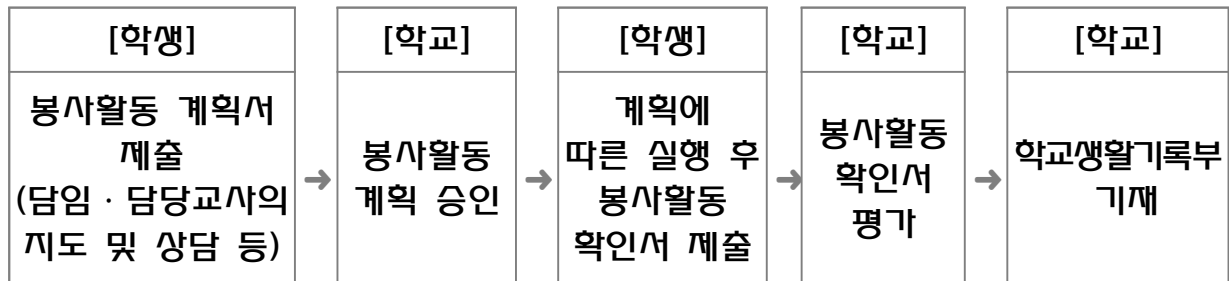 [학생]
봉사활동 계획서
제출
(담임 · 담당교사의
지도 및 상담 등)
➜
[학교]
봉사활동
계획 승인
➜
[학생]
계획에
따른 실행 후
봉사활동
확인서 제출
➜
[학교]
봉사활동
확인서
평가
➜
[학교]
학교생활기록부
기재